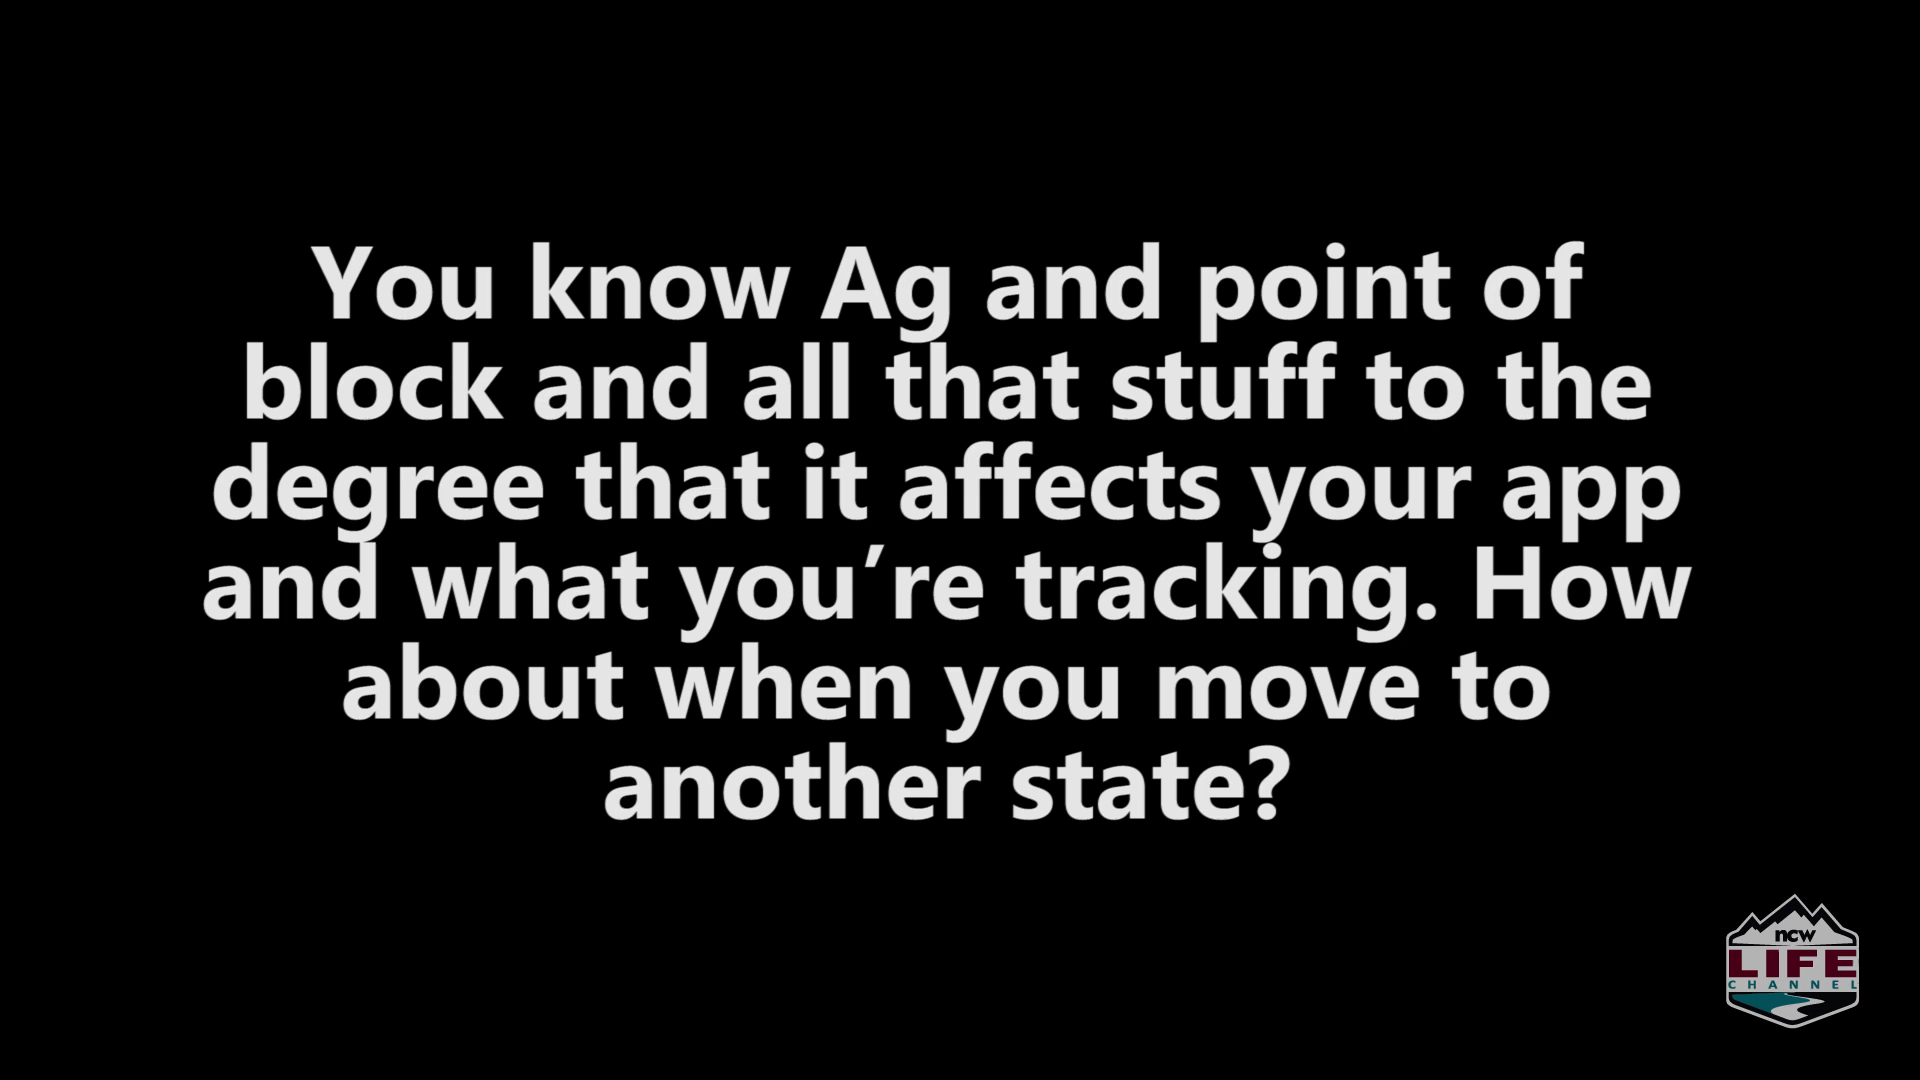 You know Ag and point of
block and all that stuff to the
degree that it affects your app
and what you’re tracking. How
about when you move to
another state?
ncw
LIFE
CHANNEL